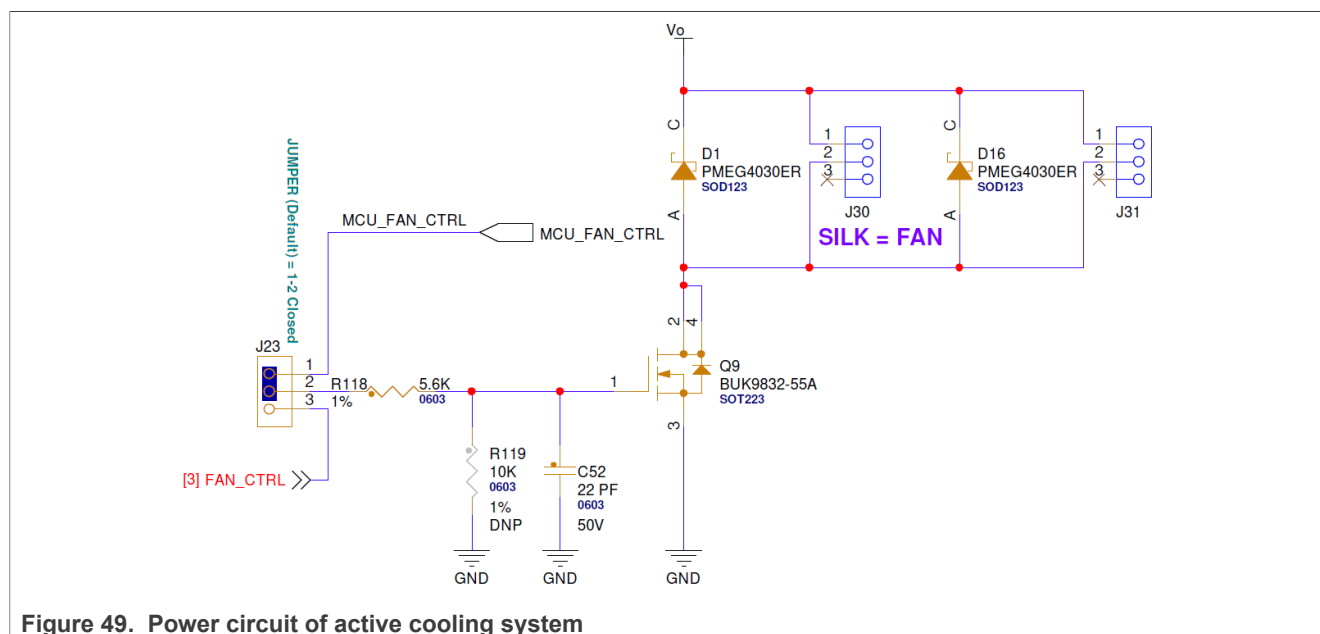 Vo
C
D1
PMEG4030ER
SOD123
A
1
2
3
J30
C
D16
PMEG4030ER
SOD123
A
1
2
3
J31
SILK = FAN
JUMPER (Default) = 1-2 Closed
MCU_FAN_CTRL
MCU_FAN_CTRL
J23
1
2
3
R118
1%
5.6K
0603
1
2
4
3
Q9
BUK9832-55A
SOT223
[3] FAN_CTRL
R119
10K
0603
1%
DNP
C52
22 PF
0603
50V
GND
GND
GND
Figure 49. Power circuit of active cooling system